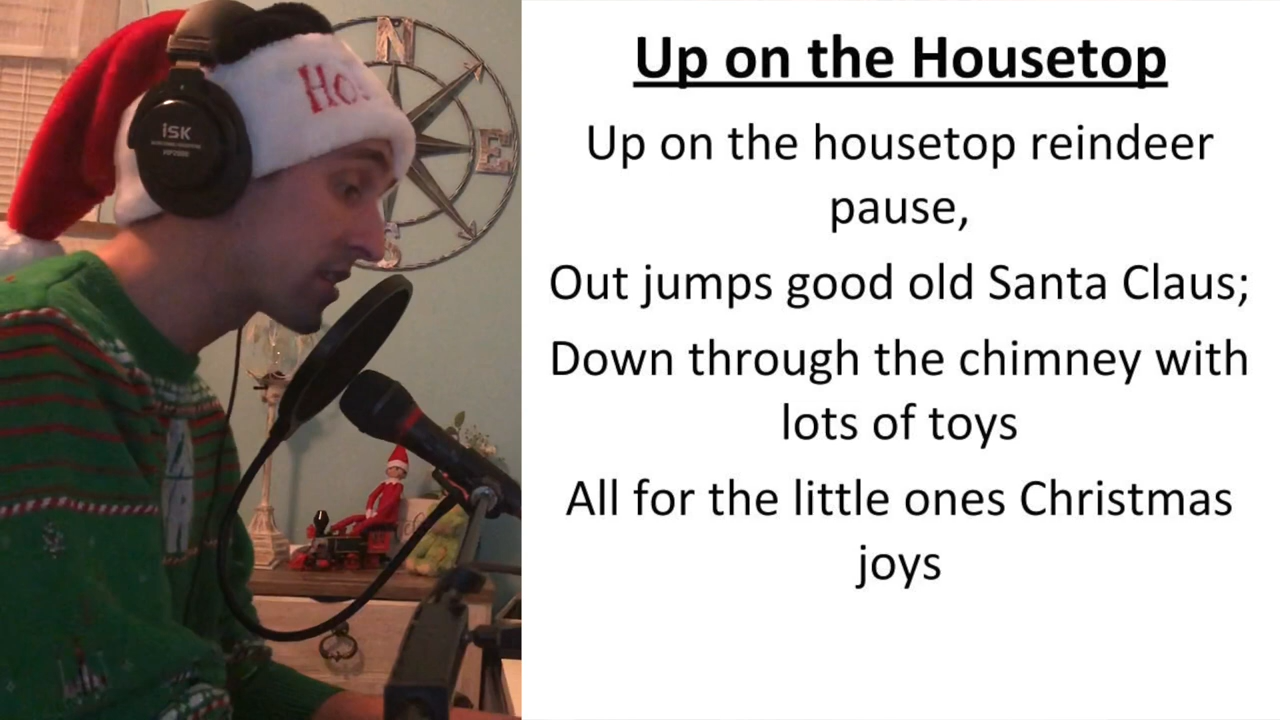 Up on the Housetop
Up on the housetop reindeer
pause,
Out jumps good old Santa Claus;
Down through the chimney with
lots of toys
All for the little ones Christmas
joys
Ho!
iSK
N
E
S